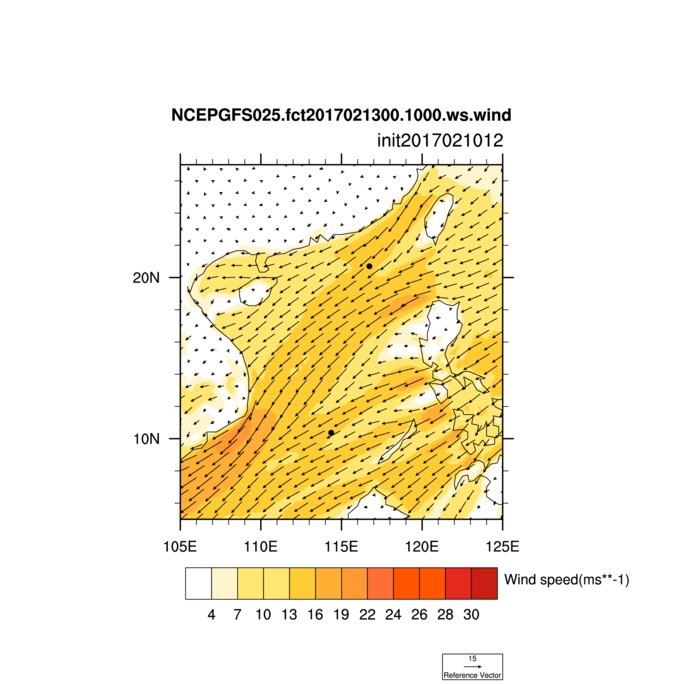 NCEPGFS025.fct2017021300.1000.ws.wind
init2017021012
20N
10N
105E 110E 115E 120E 125E
Wind speed(ms**-1)
4 7 10 13 16 19 22 24 26 28 30
15
Reference Vector